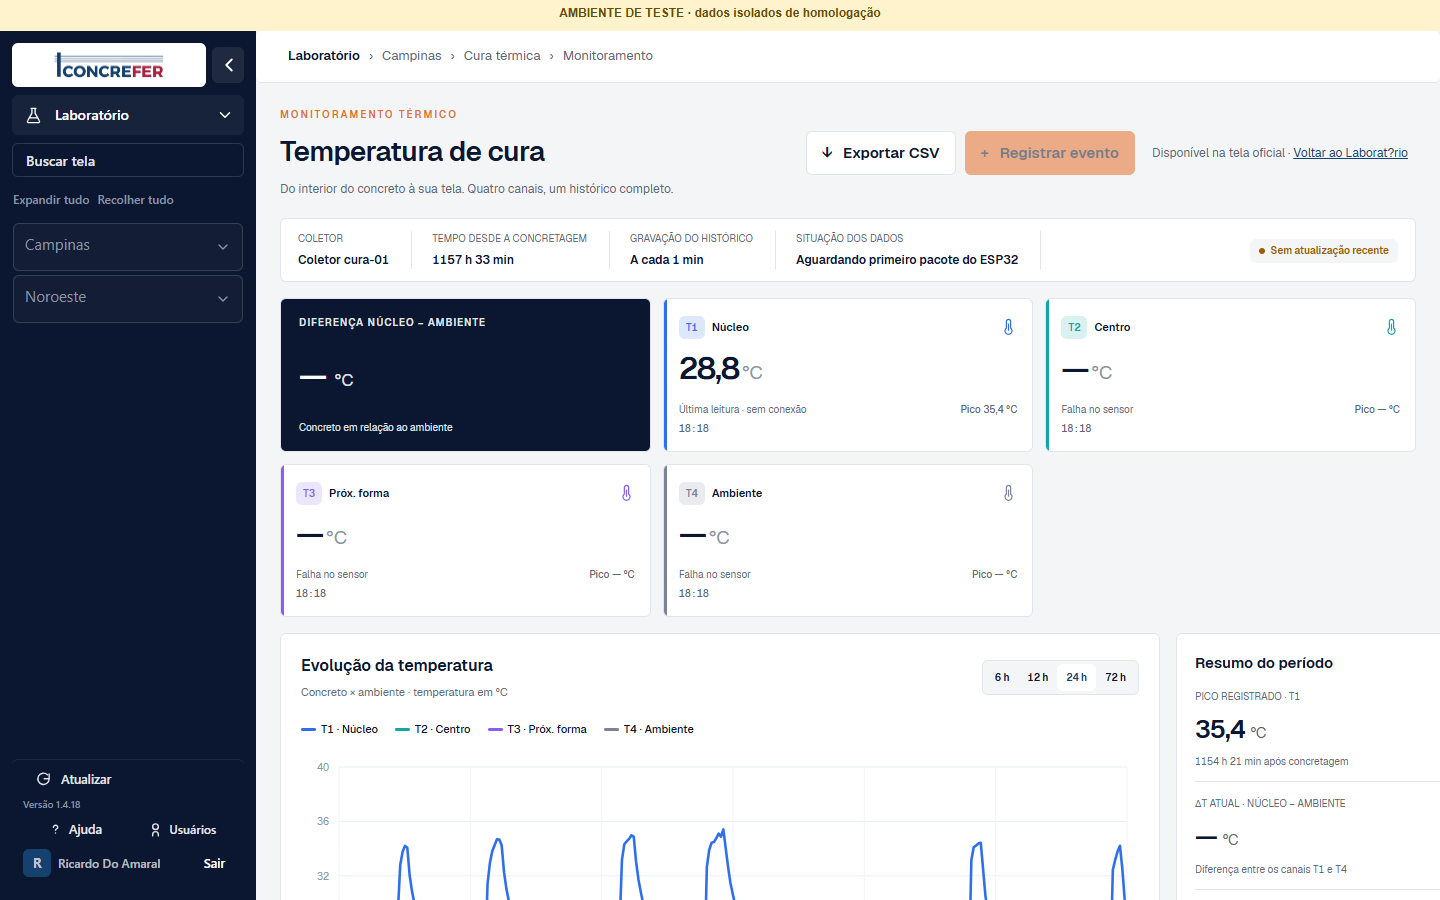 AMBIENTE DE TESTE · dados isolados de homologação
CONCREFER
Laboratório
Buscar tela
Expandir tudo Recolher tudo
Campinas
Noroeste
Atualizar
Versão 1.4.18
? Ajuda
Usuários
R Ricardo Do Amaral
Sair
Laboratório › Campinas › Cura térmica › Monitoramento
MONITORAMENTO TÉRMICO
Temperatura de cura
Do interior do concreto à sua tela. Quatro canais, um histórico completo.
Exportar CSV
+ Registrar evento
Disponível na tela oficial · Voltar ao Laborat?rio
COLETOR
Coletor cura-01
TEMPO DESDE A CONCRETAGEM
1157 h 33 min
GRAVAÇÃO DO HISTÓRICO
A cada 1 min
SITUAÇÃO DOS DADOS
Aguardando primeiro pacote do ESP32
Sem atualização recente
DIFERENÇA NÚCLEO – AMBIENTE
— °C
Concreto em relação ao ambiente
T1 Núcleo
28,8 °C
Última leitura · sem conexão
18:18
Pico 35,4 °C
T2 Centro
— °C
Falha no sensor
18:18
Pico — °C
T3 Próx. forma
— °C
Falha no sensor
18:18
Pico — °C
T4 Ambiente
— °C
Falha no sensor
18:18
Pico — °C
Evolução da temperatura
Concreto × ambiente · temperatura em °C
6 h 12 h 24 h 72 h
T1 · Núcleo T2 · Centro T3 · Próx. forma T4 · Ambiente
40
36
32
Resumo do período
PICO REGISTRADO · T1
35,4 °C
1154 h 21 min após concretagem
ΔT ATUAL · NÚCLEO – AMBIENTE
— °C
Diferença entre os canais T1 e T4